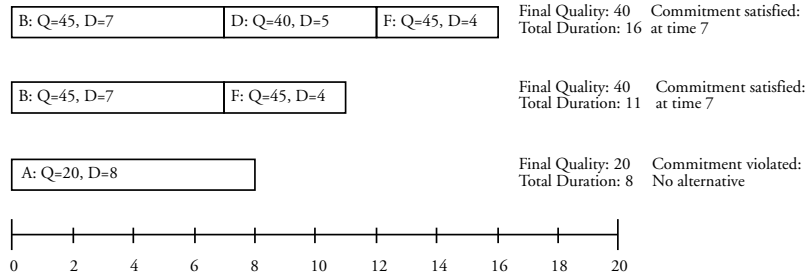 B: Q=45, D=7 D: Q=40, D=5 F: Q=45, D=4 Final Quality: 40 Commitment satisfied:
Total Duration: 16 at time 7
B: Q=45, D=7 F: Q=45, D=4 Final Quality: 40 Commitment satisfied:
Total Duration: 11 at time 7
A: Q=20, D=8 Final Quality: 20 Commitment violated:
Total Duration: 8 No alternative
0 2 4 6 8 10 12 14 16 18 20